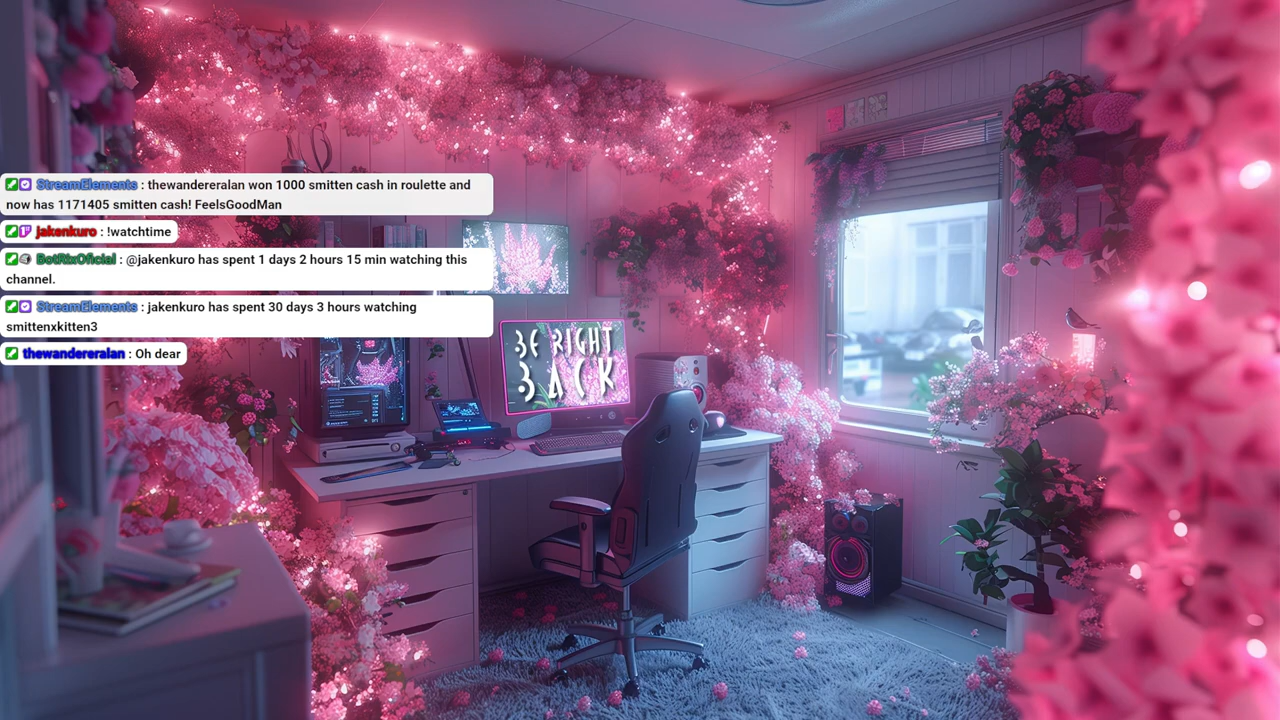 StreamElements : thewandereralan won 1000 smitten cash in roulette and
now has 1171405 smitten cash! FeelsGoodMan
jakenkuro : !watchtime
BotRixOficial : @jakenkuro has spent 1 days 2 hours 15 min watching this
channel.
StreamElements : jakenkuro has spent 30 days 3 hours watching
smittenxkitten3
thewandereralan : Oh dear
BE RIGHT
BACK